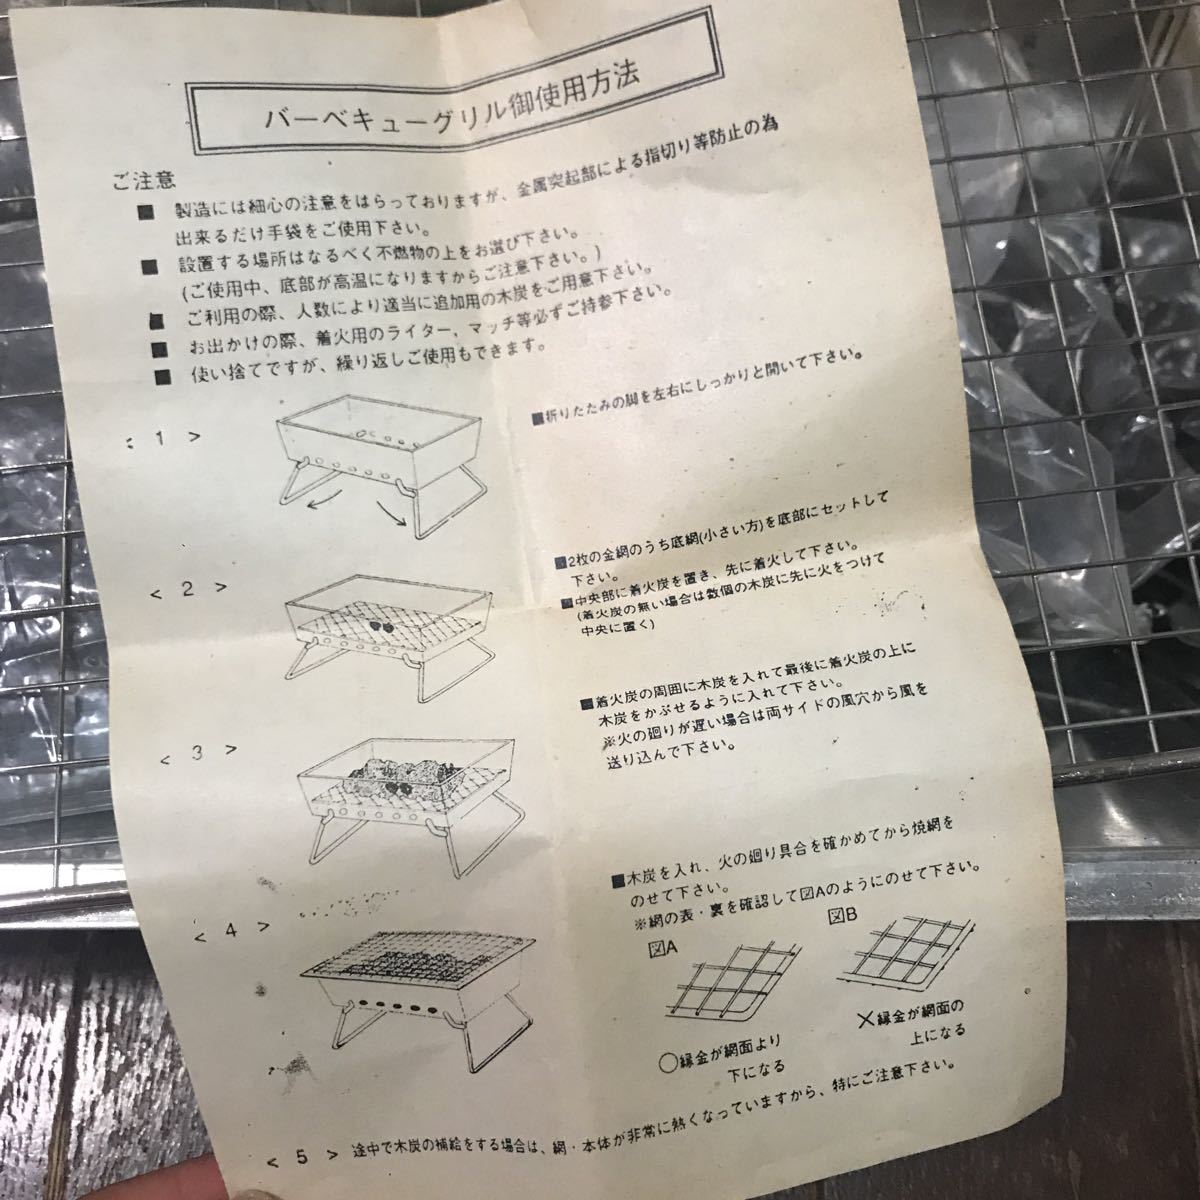 バーベキューグリル御使用方法
ご注意
■ 製造には細心の注意をはらっておりますが、金属突起部による指切り等防止の為
出来るだけ手袋をご使用下さい。
■ 設置する場所はなるべく不燃物の上をお選び下さい。
(ご使用中、底部が高温になりますからご注意下さい。)
■ ご利用の際、人数により適当に追加用の木炭をご用意下さい。
■ お出かけの際、着火用のライター、マッチ等必ずご持参下さい。
■ 使い捨てですが、繰り返しご使用もできます。
< 1 >
■折りたたみの脚を左右にしっかりと開いて下さい。
< 2 >
■2枚の金網のうち底網(小さい方)を底部にセットして
下さい。
■中央部に着火炭を置き、先に着火して下さい。
(着火炭の無い場合は数個の木炭に先に火をつけて
中央に置く)
< 3 >
■着火炭の周囲に木炭を入れて最後に着火炭の上に
木炭をかぶせるように入れて下さい。
※火の廻りが遅い場合は両サイドの風穴から風を
送り込んで下さい。
< 4 >
■木炭を入れ、火の廻り具合を確かめてから焼網を
のせて下さい。
※網の表・裏を確認して図Aのようにのせて下さい。
図A
図B
○縁金が網面より
下になる
×縁金が網面の
上になる
< 5 > 途中で木炭の補給をする場合は、網・本体が非常に熱くなっていますから、特にご注意下さい。